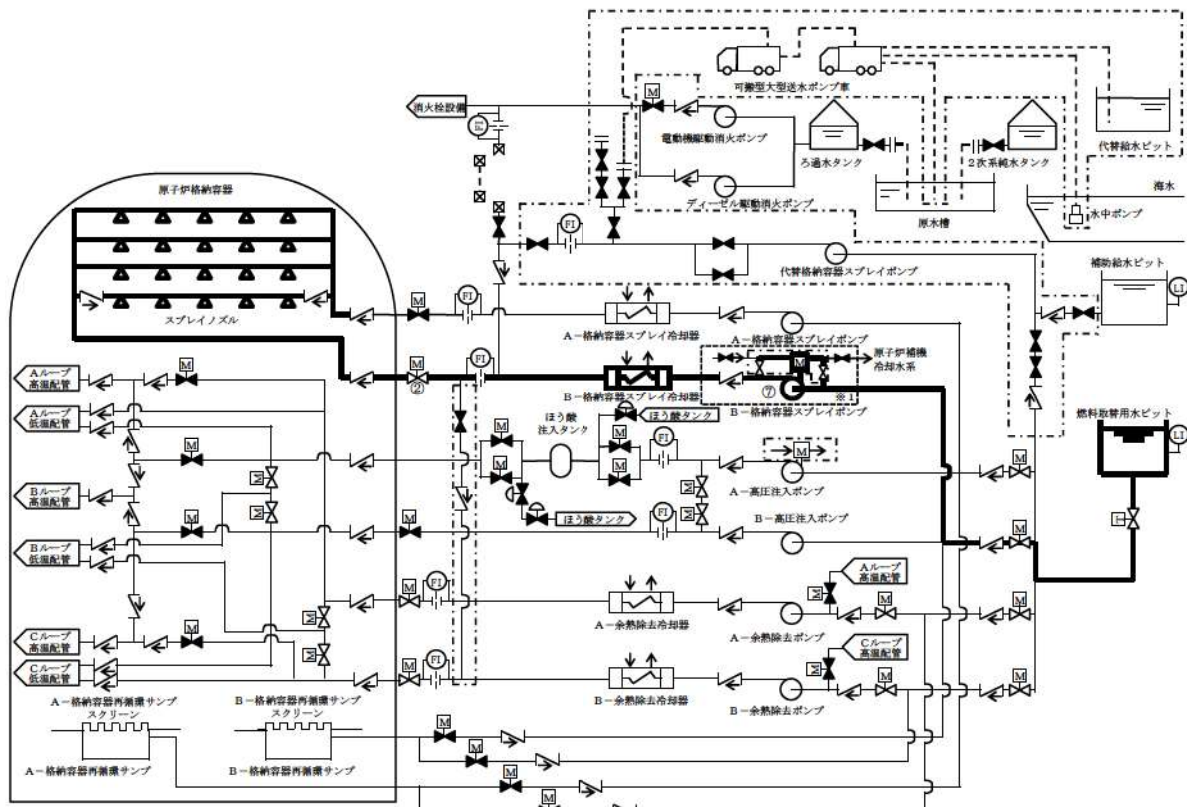 可搬型大型送水ポンプ車
M
消火栓設備
FI
電動機駆動消火ポンプ
ろ過水タンク
2次系純水タンク
代替給水ピット
原子炉格納容器
ディーゼル駆動消火ポンプ
海水
原水槽
水中ポンプ
FI
代替格納容器スプレイポンプ
補助給水ピット
LI
スプレイノズル
M
FI
A-格納容器スプレイ冷却器
A-格納容器スプレイポンプ
原子炉補機
冷却水系
M
②
FI
M
⑦
※1
B-格納容器スプレイ冷却器
B-格納容器スプレイポンプ
Aループ
高温配管
M
Aループ
低温配管
ほう酸
注入タンク
ほう酸タンク
燃料取替用水ピット
LI
M
M
M
FI
M
M
M
M
A-高圧注入ポンプ
M
Bループ
高温配管
M
M
ほう酸タンク
M
M
M
FI
M
B-高圧注入ポンプ
M
Bループ
低温配管
Aループ
高温配管
M
FI
M
M
M
M
A-余熱除去冷却器
A-余熱除去ポンプ
Cループ
高温配管
M
M
Cループ
高温配管
Cループ
低温配管
M
FI
M
M
M
B-余熱除去冷却器
B-余熱除去ポンプ
A-格納容器再循環サンプ
スクリーン
B-格納容器再循環サンプ
スクリーン
M
M
A-格納容器再循環サンプ
B-格納容器再循環サンプ
M
M